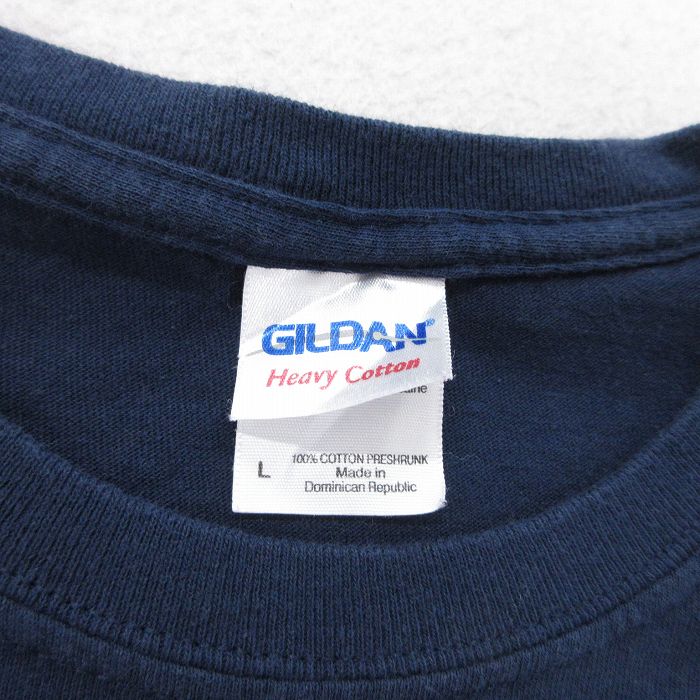 GILDAN®
Heavy Cotton
L
100% COTTON PRESHRUNK
Made in
Dominican Republic